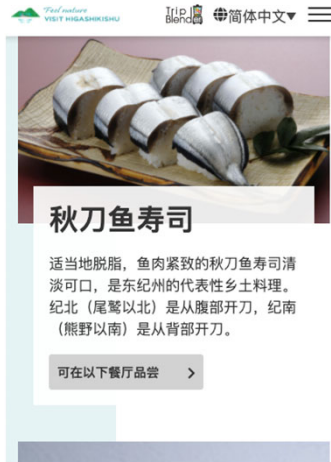 Feel nature
VISIT HIGASHIKISHU
Trip
Blend
简体中文▼
秋刀鱼寿司
适当地脱脂，鱼肉紧致的秋刀鱼寿司清
淡可口，是东纪州的代表性乡土料理。
纪北（尾鹫以北）是从腹部开刀，纪南
（熊野以南）是从背部开刀。
可在以下餐厅品尝